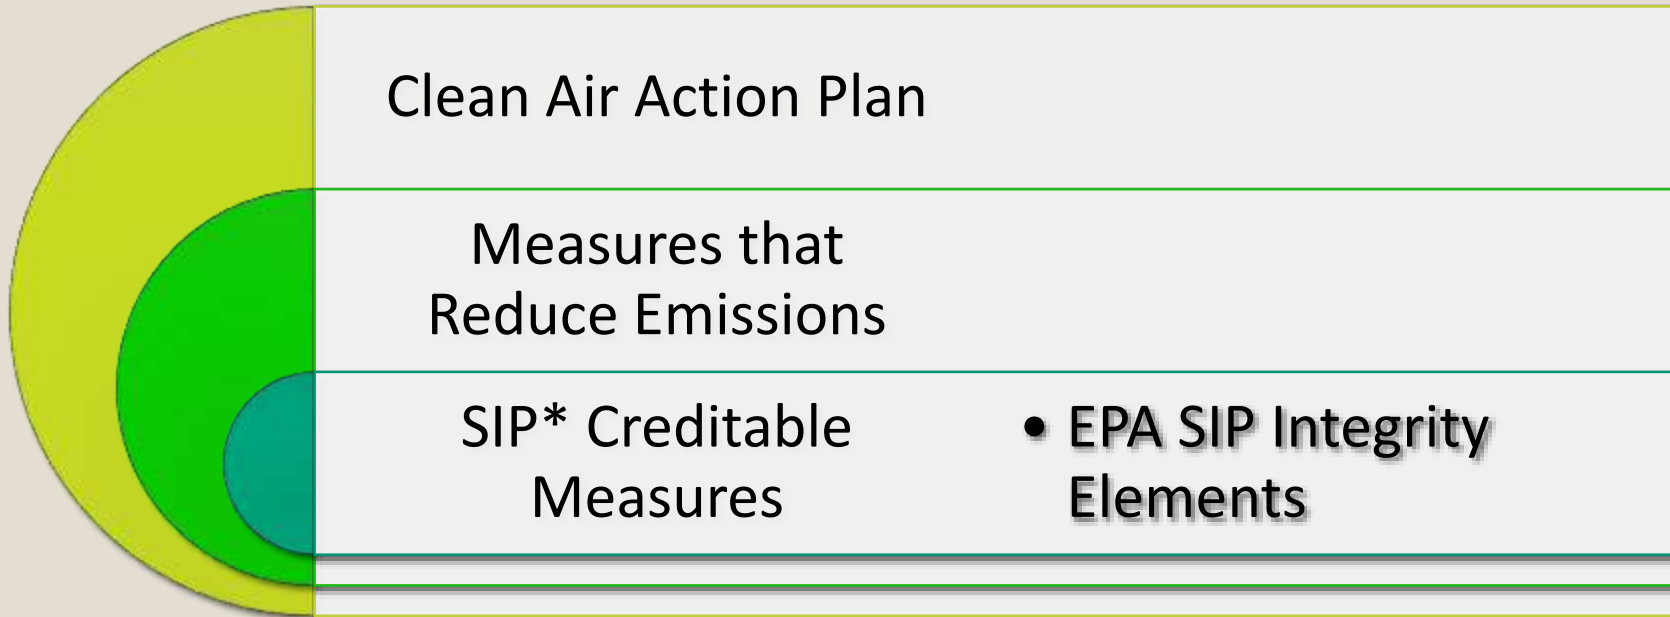 Clean Air Action Plan
Measures that
Reduce Emissions
SIP* Creditable
Measures
• EPA SIP Integrity
Elements